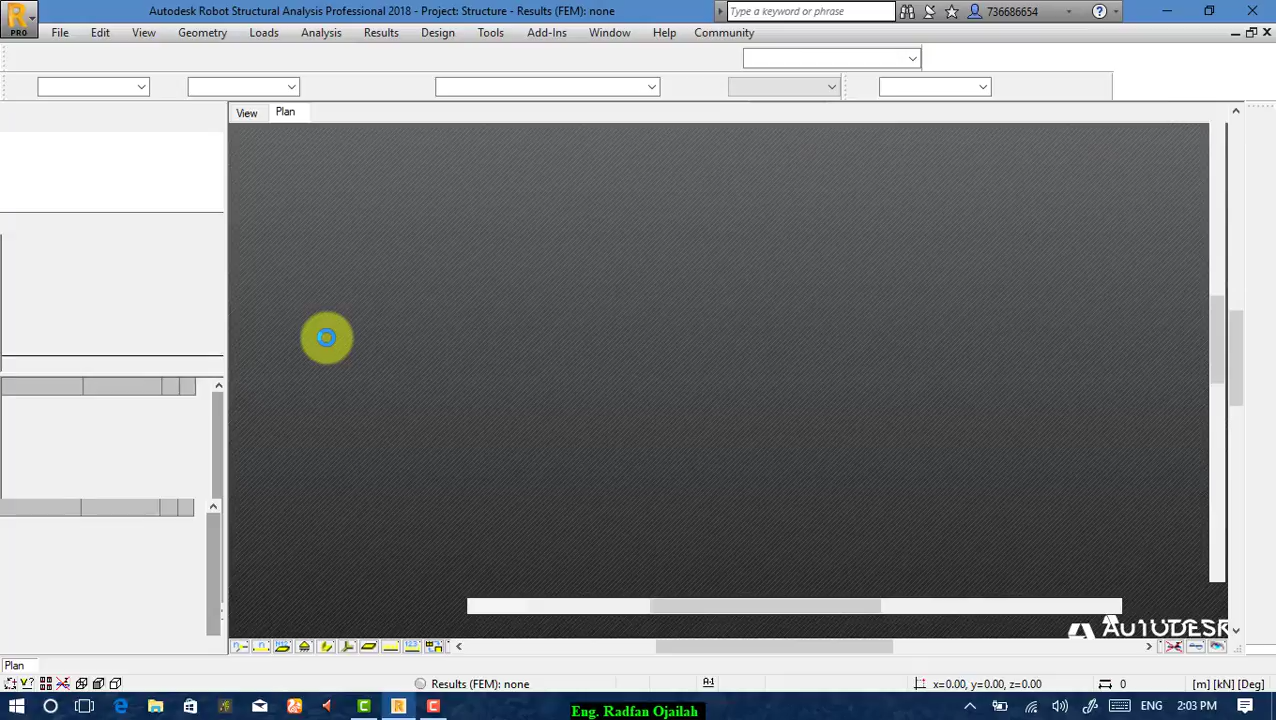 Autodesk Robot Structural Analysis Professional 2018 - Project: Structure - Results (FEM): none
Type a keyword or phrase
736686654
PRO
File Edit View Geometry Loads Analysis Results Design Tools Add-Ins Window Help Community
View Plan
AUTODESK
Plan
Results (FEM): none
x=0.00, y=0.00, z=0.00
0
[m] [kN] [Deg]
Eng. Radfan Ojailah
ENG
2:03 PM